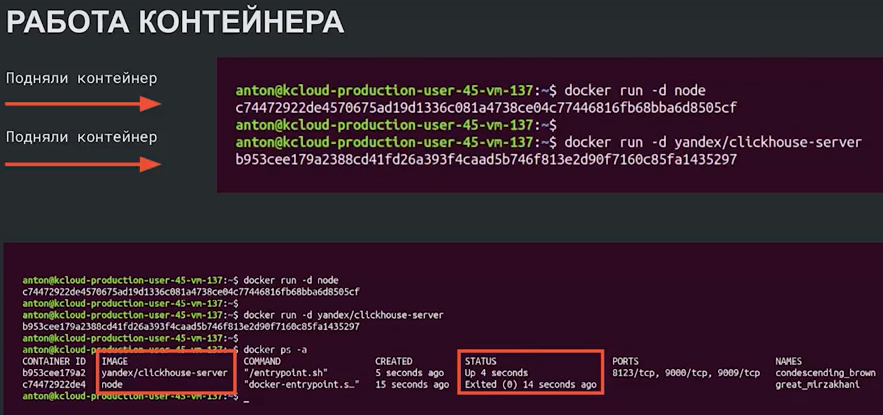 РАБОТА КОНТЕЙНЕРА
Подняли контейнер
Подняли контейнер
anton@kcloud-production-user-45-vm-137:~$ docker run -d node
c74472922de4570675ad19d1336c081a4738ce04c77446816fb68bba6d8505cf
anton@kcloud-production-user-45-vm-137:~$
anton@kcloud-production-user-45-vm-137:~$ docker run -d yandex/clickhouse-server
b953cee179a2388cd41fd26a393f4caad5b746f813e2d90f7160c85fa1435297
anton@kcloud-production-user-45-vm-137:~$ docker run -d node
c74472922de4570675ad19d1336c081a4738ce04c77446816fb68bba6d8505cf
anton@kcloud-production-user-45-vm-137:~$
anton@kcloud-production-user-45-vm-137:~$ docker run -d yandex/clickhouse-server
b953cee179a2388cd41fd26a393f4caad5b746f813e2d90f7160c85fa1435297
anton@kcloud-production-user-45-vm-137:~$
anton@kcloud-production-user-45-vm-137:~$ docker ps -a
CONTAINER ID IMAGE COMMAND CREATED STATUS PORTS NAMES
b953cee179a2 yandex/clickhouse-server "/entrypoint.sh" 5 seconds ago Up 4 seconds 8123/tcp, 9000/tcp, 9009/tcp condescending_brown
c74472922de4 node "docker-entrypoint.s…" 15 seconds ago Exited (0) 14 seconds ago great_mirzakhani
anton@kcloud-production-user-45-vm-137:~$ _